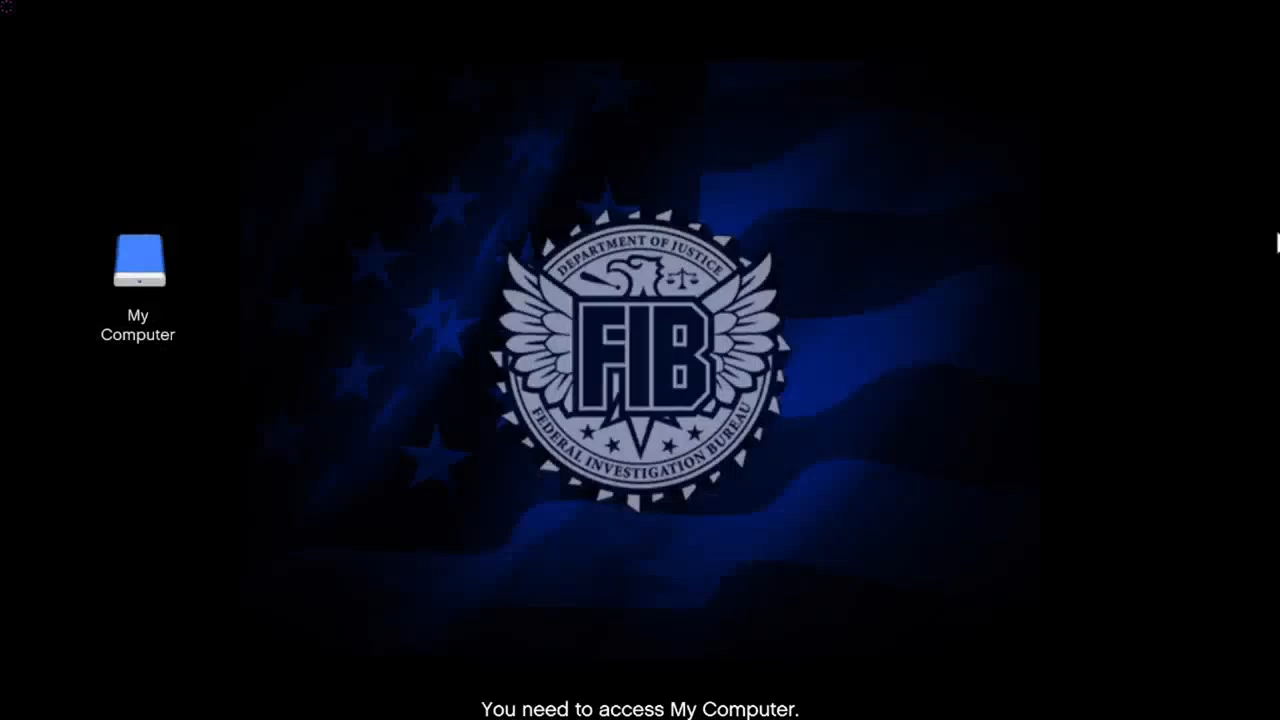 DEPARTMENT OF JUSTICE
FIB
FEDERAL INVESTIGATION BUREAU
My
Computer
You need to access My Computer.